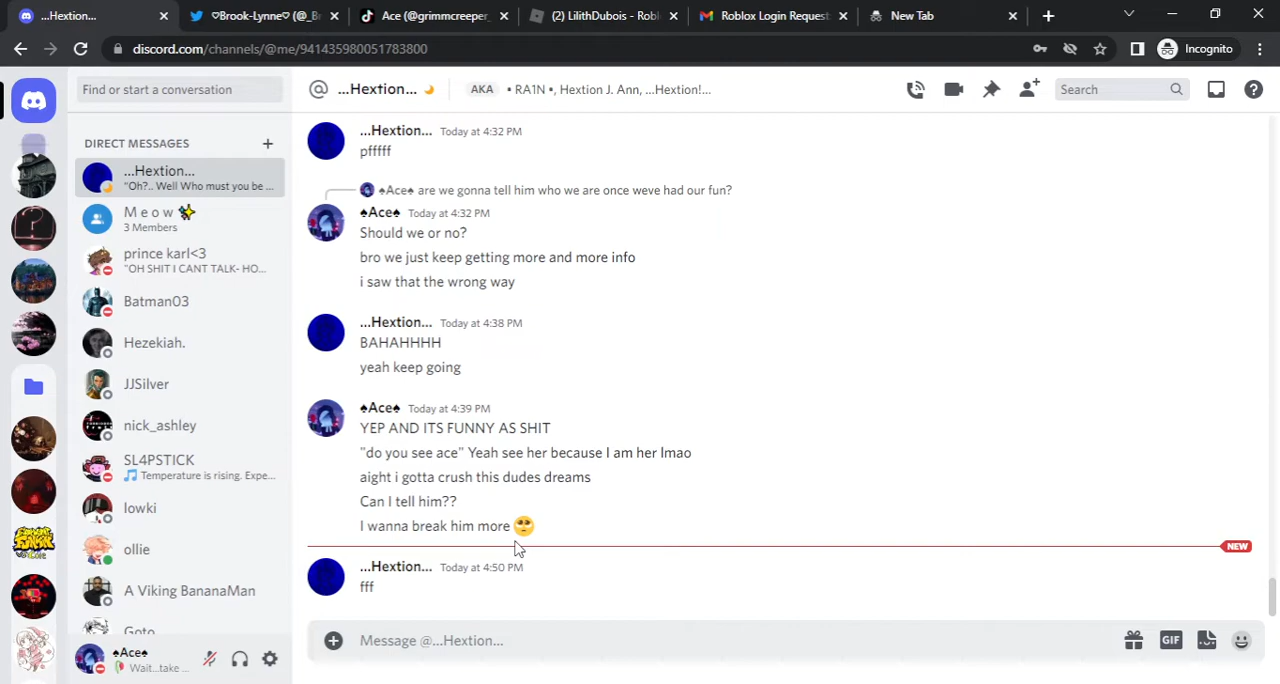 ...Hextion...
♡Brook-Lynne♡ (@_Br
Ace (@grimmcreeper_
LilithDubois - Robl
Gmail Roblox Login Request
New Tab
discord.com/channels/@me/941435980051783800
Incognito
Find or start a conversation
...Hextion...
AKA • RA1N •, Hextion J. Ann, ...Hextion!...
Search
DIRECT MESSAGES
...Hextion...
"Oh?.. Well Who must you be ...
M e o w ✨
3 Members
prince karl<3
"OH SHIT I CANT TALK- HO...
Batman03
Hezekiah.
JJSilver
nick_ashley
SL4PSTICK
Temperature is rising. Expe...
lowki
ollie
A Viking BananaMan
Goto
♠Ace♠
Wait...take ...
...Hextion... Today at 4:32 PM
pfffff
♠Ace♠ are we gonna tell him who we are once weve had our fun?
♠Ace♠ Today at 4:32 PM
Should we or no?
bro we just keep getting more and more info
i saw that the wrong way
...Hextion... Today at 4:38 PM
BAHAHHHH
yeah keep going
♠Ace♠ Today at 4:39 PM
YEP AND ITS FUNNY AS SHIT
"do you see ace" Yeah see her because I am her lmao
aight i gotta crush this dudes dreams
Can I tell him??
I wanna break him more 🥺
NEW
...Hextion... Today at 4:50 PM
fff
Message @...Hextion...
GIF